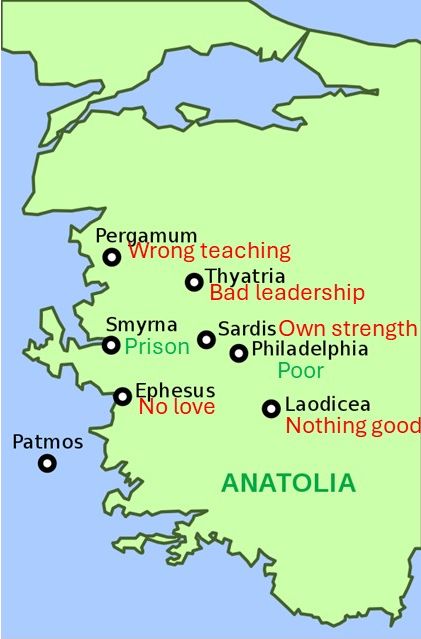 Pergamum
Wrong teaching
Thyatria
Bad leadership
Smyrna
Prison
Sardis Own strength
Philadelphia
Poor
Ephesus
No love
Laodicea
Nothing good
Patmos
ANATOLIA